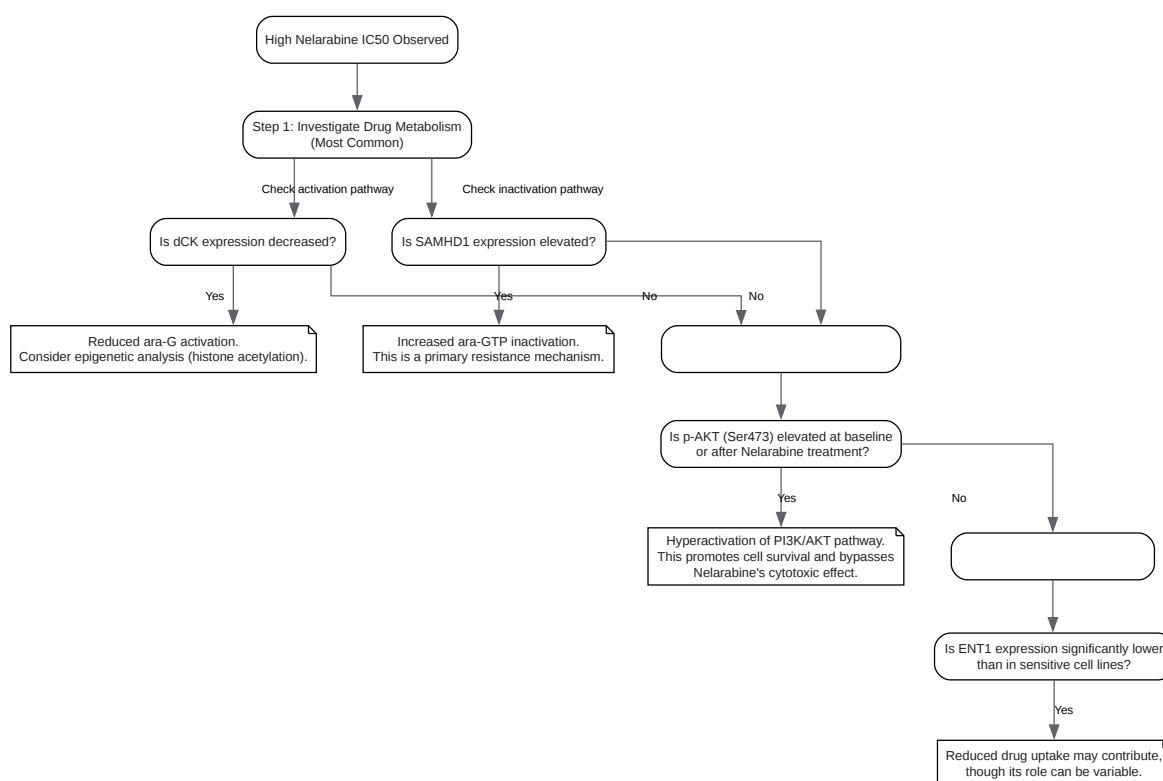 High Nelarabine IC50 Observed
Step 1: Investigate Drug Metabolism
(Most Common)
Check activation pathway
Check inactivation pathway
Is dCK expression decreased?
Is SAMHD1 expression elevated?
Yes
Yes
No
No
Reduced ara-G activation.
Consider epigenetic analysis (histone acetylation).
Increased ara-GTP inactivation.
This is a primary resistance mechanism.
Is p-AKT (Ser473) elevated at baseline
or after Nelarabine treatment?
Yes
No
Hyperactivation of PI3K/AKT pathway.
This promotes cell survival and bypasses
Nelarabine's cytotoxic effect.
Is ENT1 expression significantly lower
than in sensitive cell lines?
Yes
Reduced drug uptake may contribute,
though its role can be variable.